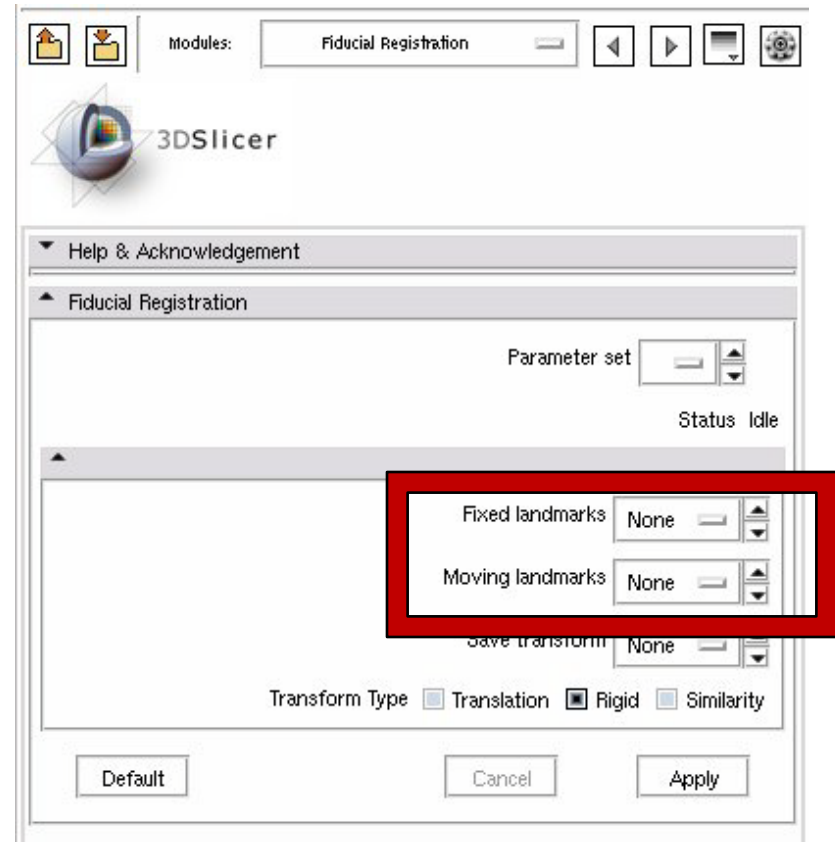 Modules: Fiducial Registration
3DSlicer
Help & Acknowledgement
Fiducial Registration
Parameter set
Status Idle
Fixed landmarks None
Moving landmarks None
Save transform None
Transform Type Translation Rigid Similarity
Default Cancel Apply